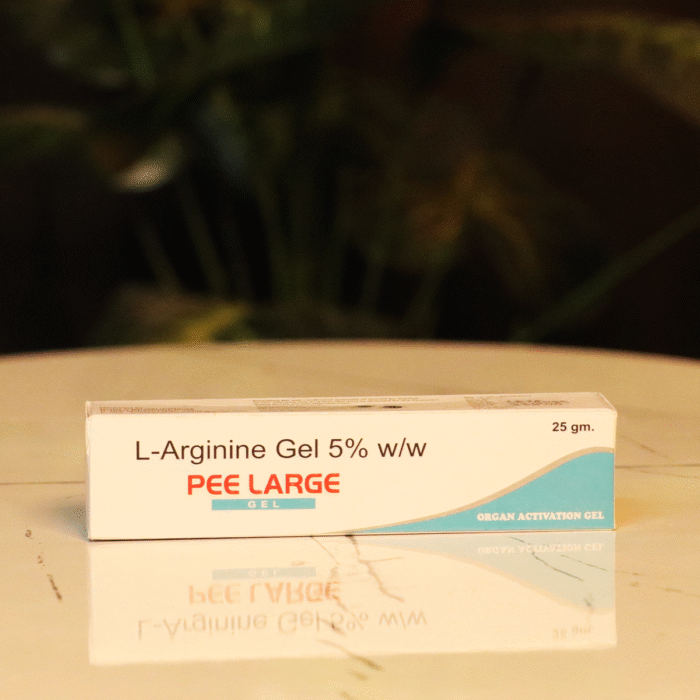 L-Arginine Gel 5% w/w
25 gm.
PEE LARGE
GEL
ORGAN ACTIVATION GEL